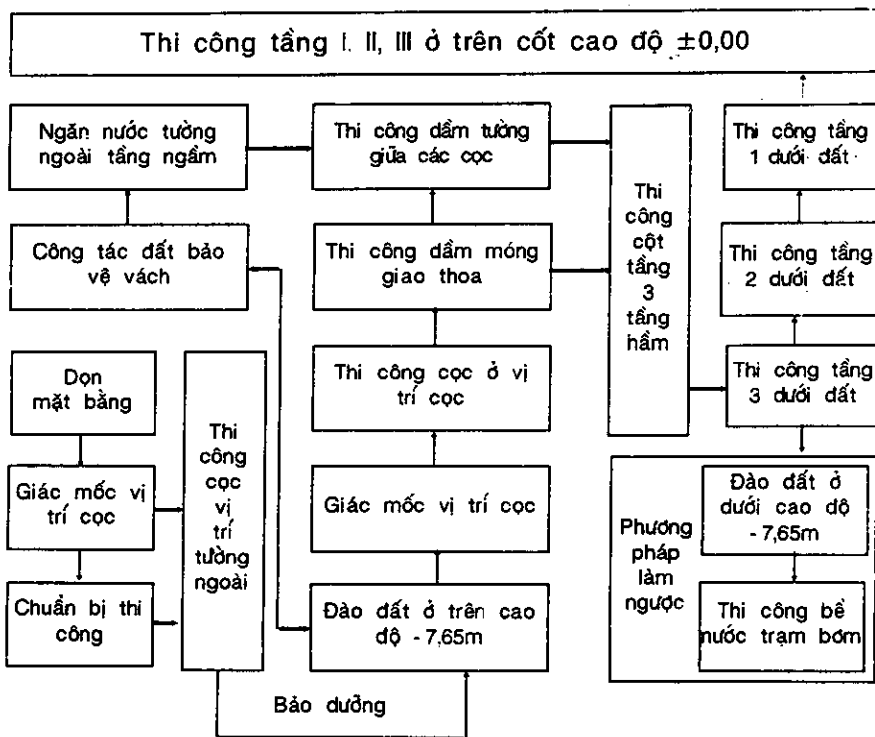 Thi công tầng I. II, III ở trên cốt cao độ ±0,00
Ngăn nước tường
ngoài tầng ngầm
Thi công dầm tường
giữa các cọc
Thi
công
cột
tầng
3
tầng
hầm
Thi công tầng
1 dưới đất
Công tác đất bảo
vệ vách
Thi công dầm móng
giao thoa
Thi công tầng
2 dưới đất
Dọn
mặt bằng
Thi
công
cọc
vị
trí
tường
ngoài
Thi công cọc ở vị
trí cọc
Thi công tầng
3 dưới đất
Giác mốc vị
trí cọc
Giác mốc vị trí cọc
Phương
pháp
làm
ngược
Đào đất ở
dưới cao độ
-7,65m
Chuẩn bị thi
công
Đào đất ở trên cao
độ -7,65m
Thi công bể
nước trạm bơm
Bảo dưỡng